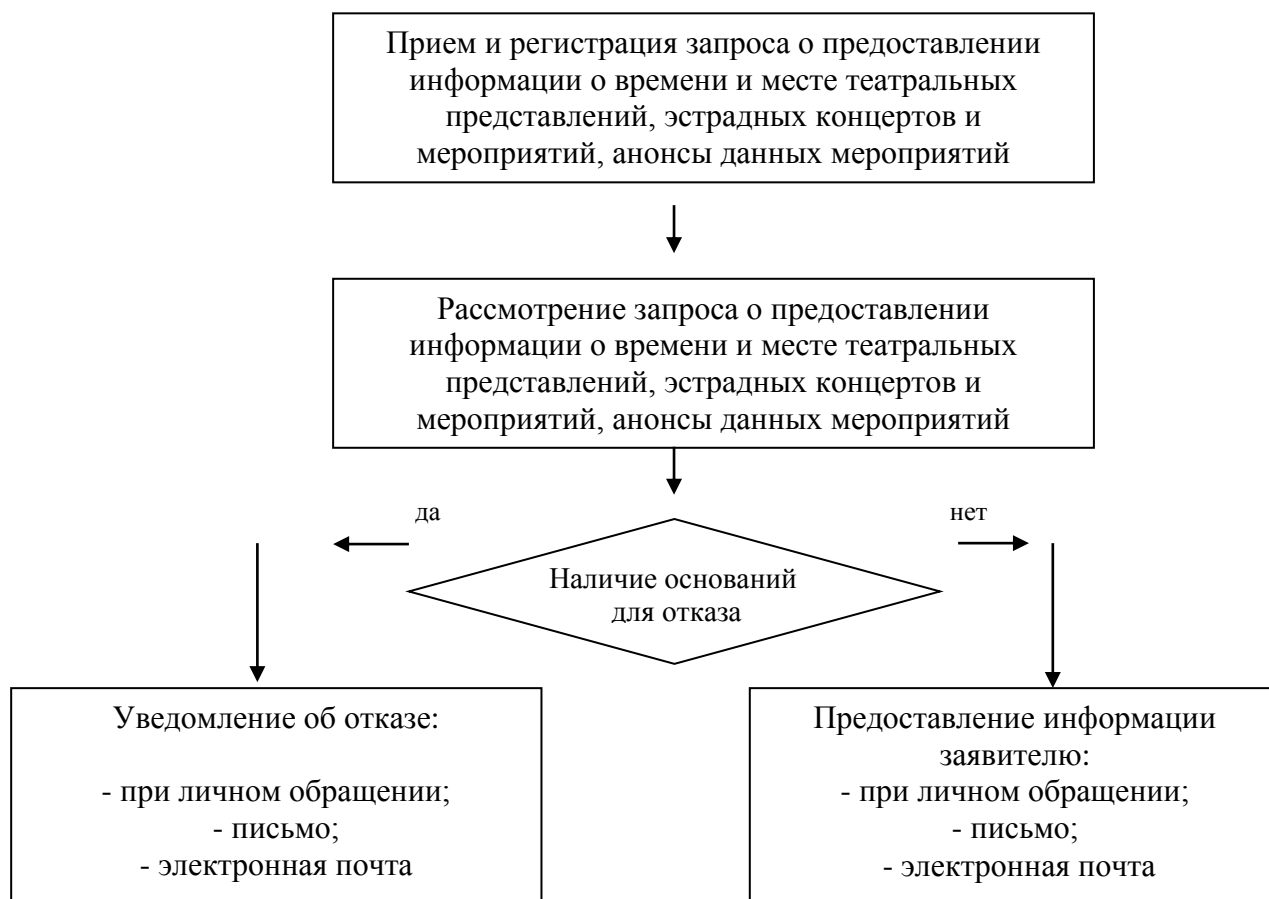 Прием и регистрация запроса о предоставлении
информации о времени и месте театральных
представлений, эстрадных концертов и
мероприятий, анонсы данных мероприятий
Рассмотрение запроса о предоставлении
информации о времени и месте театральных
представлений, эстрадных концертов и
мероприятий, анонсы данных мероприятий
да
нет
Наличие оснований
для отказа
Уведомление об отказе:
- при личном обращении;
- письмо;
- электронная почта
Предоставление информации
заявителю:
- при личном обращении;
- письмо;
- электронная почта